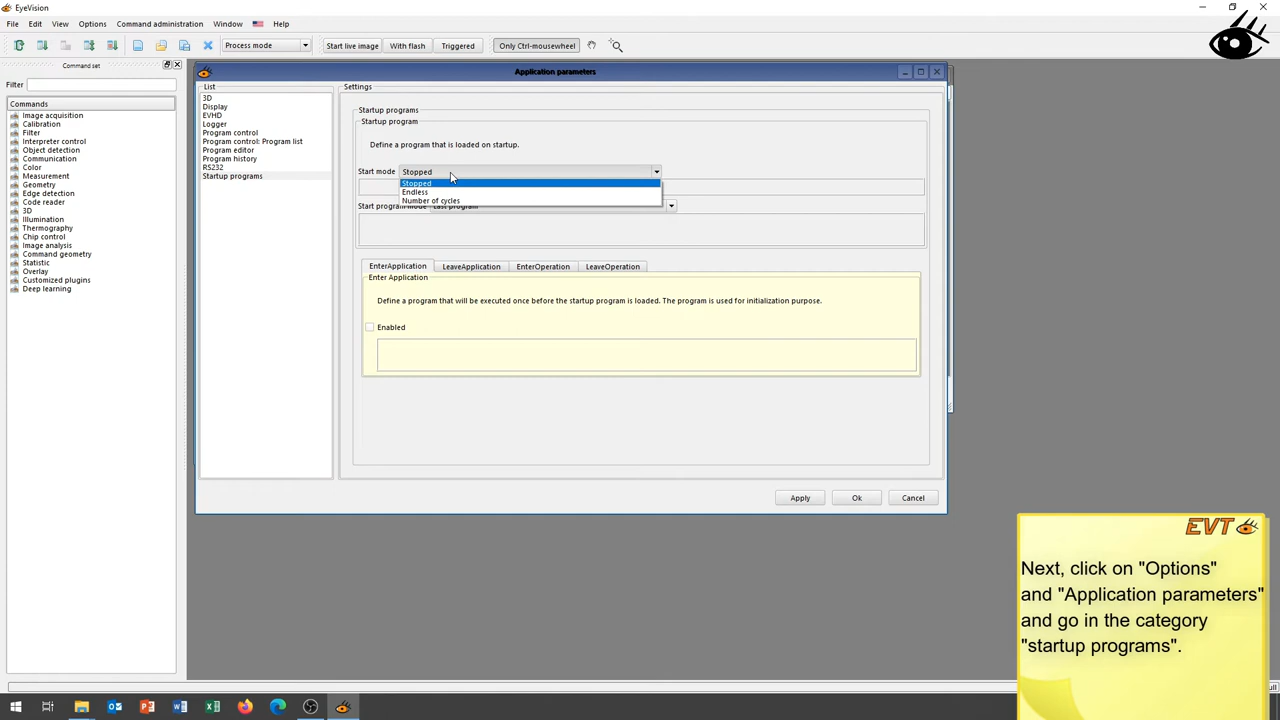 EyeVision
File Edit View Options Command administration Window Help
Process mode Start live image With flash Triggered Only Ctrl-mousewheel
Command set
Filter
Commands
Image acquisition
Calibration
Filter
Interpreter control
Object detection
Communication
Color
Measurement
Geometry
Edge detection
Code reader
3D
Illumination
Thermography
Chip control
Image analysis
Command geometry
Statistic
Overlay
Customized plugins
Deep learning
Application parameters
List
3D
Display
EVHD
Logger
Program control
Program control: Program list
Program editor
Program history
RS232
Startup programs
Settings
Startup programs
Startup program
Define a program that is loaded on startup.
Start mode Stopped
Stopped
Endless
Number of cycles
Start program mode Last program
EnterApplication LeaveApplication EnterOperation LeaveOperation
Enter Application
Define a program that will be executed once before the startup program is loaded. The program is used for initialization purpose.
Enabled
Apply Ok Cancel
EVT
Next, click on "Options"
and "Application parameters"
and go in the category
"startup programs".